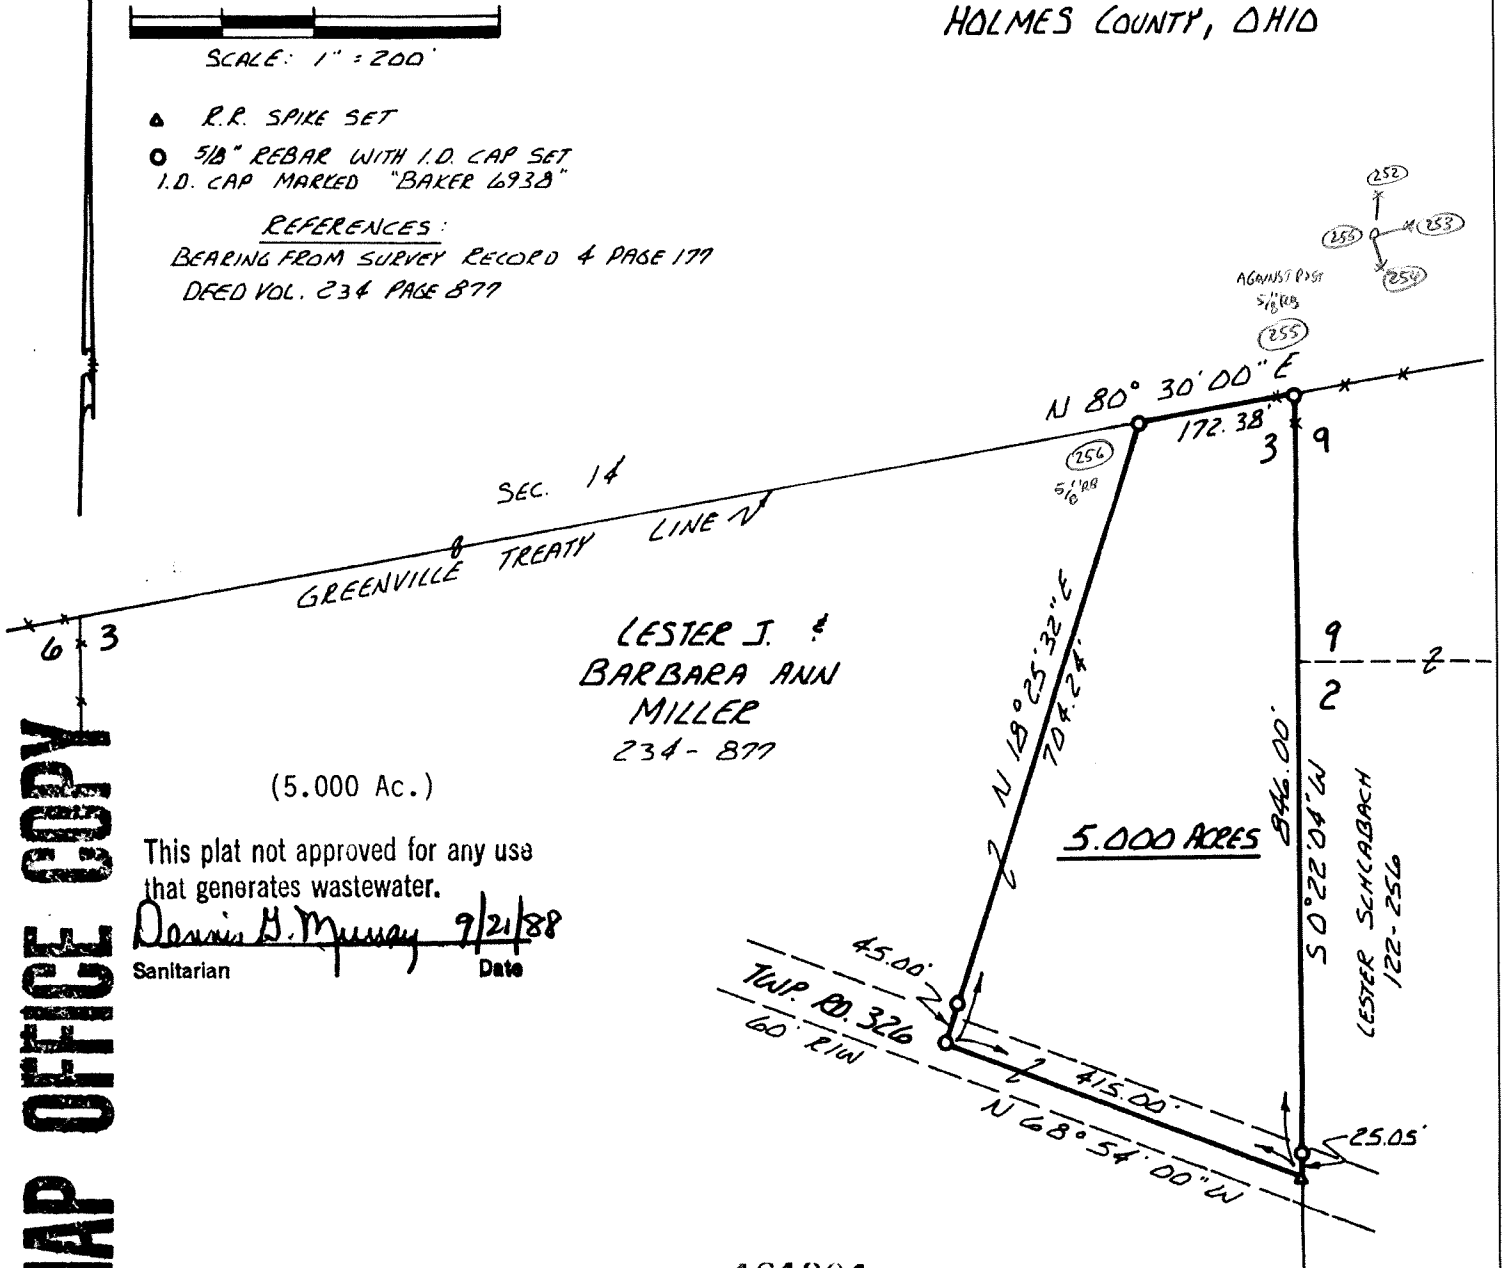 HOLMES COUNTY, OHIO
SCALE: 1" = 200'
R.R. SPIKE SET
5/8" REBAR WITH I.D. CAP SET
I.D. CAP MARKED "BAKER 6938"
REFERENCES:
BEARING FROM SURVEY RECORD 4 PAGE 177
DEED VOL. 234 PAGE 877
252
253
255
254
AGAINST POST
5/8" RB
255
N 80° 30' 00" E
172.38'
3 9
256
5/8" RB
SEC. 14
GREENVILLE TREATY LINE
6 3
LESTER J. &
BARBARA ANN
MILLER
234-877
N 18° 25' 32" E
704.24'
9
2
846.00'
S 0° 22' 04" W
LESTER SCHLABACH
122-256
5.000 ACRES
(5.000 Ac.)
This plat not approved for any use
that generates wastewater.
Dennis G. Murray 9/21/88
Sanitarian Date
45.00'
TWP. RD. 326
60' R/W
415.00'
N 68° 54' 00" W
25.05'
MAP OFFICE COPY